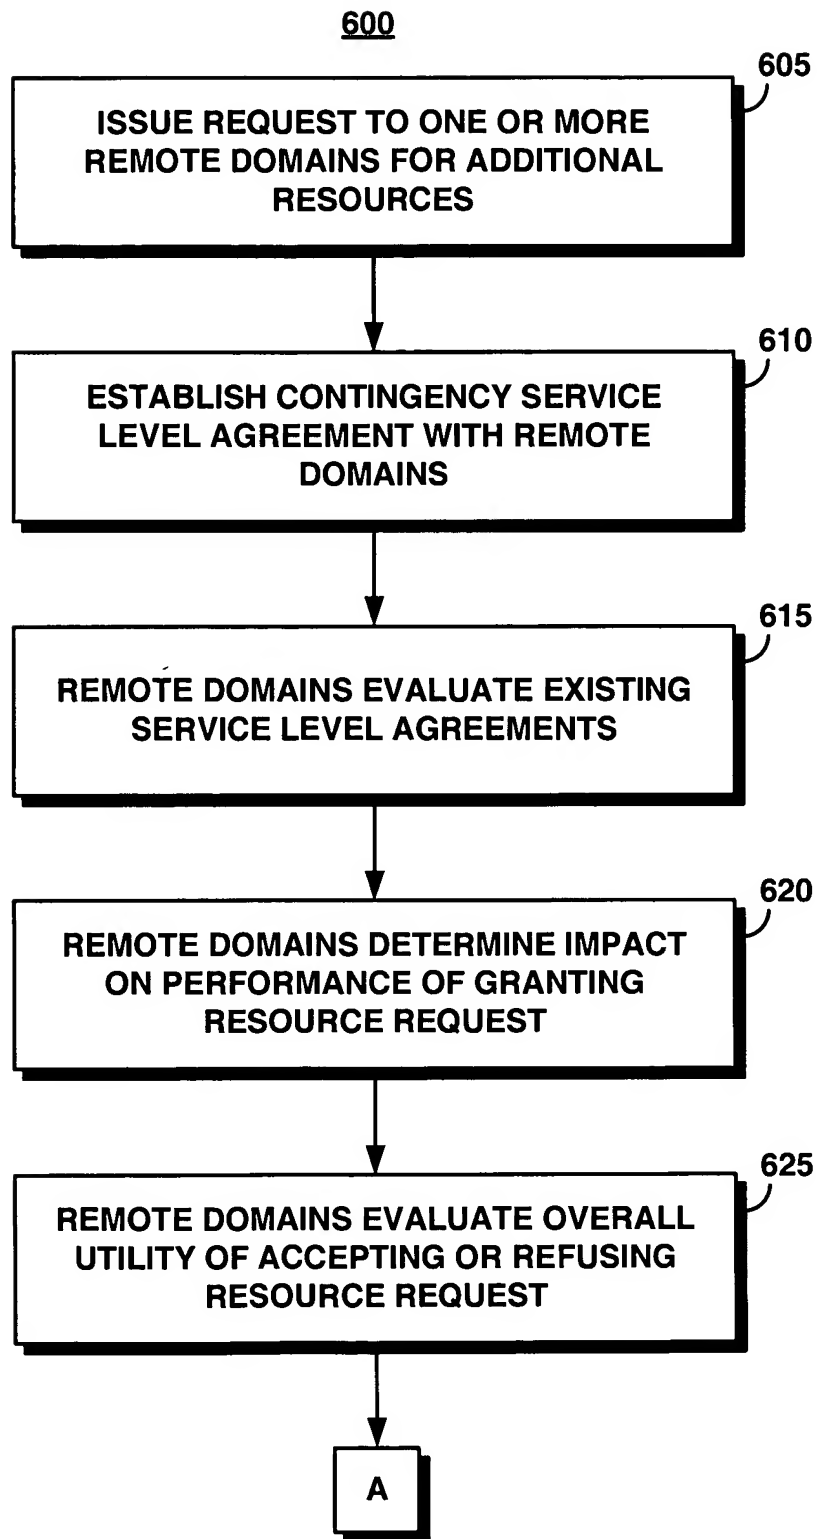 600
605
ISSUE REQUEST TO ONE OR MORE
REMOTE DOMAINS FOR ADDITIONAL
RESOURCES
610
ESTABLISH CONTINGENCY SERVICE
LEVEL AGREEMENT WITH REMOTE
DOMAINS
615
REMOTE DOMAINS EVALUATE EXISTING
SERVICE LEVEL AGREEMENTS
620
REMOTE DOMAINS DETERMINE IMPACT
ON PERFORMANCE OF GRANTING
RESOURCE REQUEST
625
REMOTE DOMAINS EVALUATE OVERALL
UTILITY OF ACCEPTING OR REFUSING
RESOURCE REQUEST
A